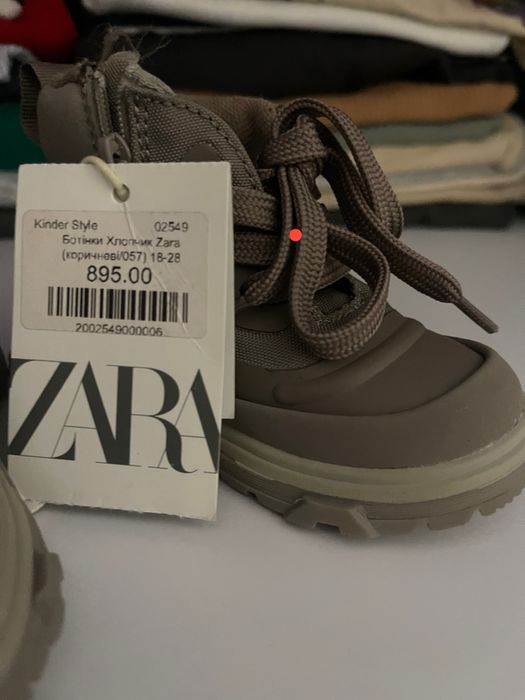 Kinder Style 02549
Ботінки Хлопчик Zara
(коричневі/057) 18-28
895.00
2002549000006
ZARA